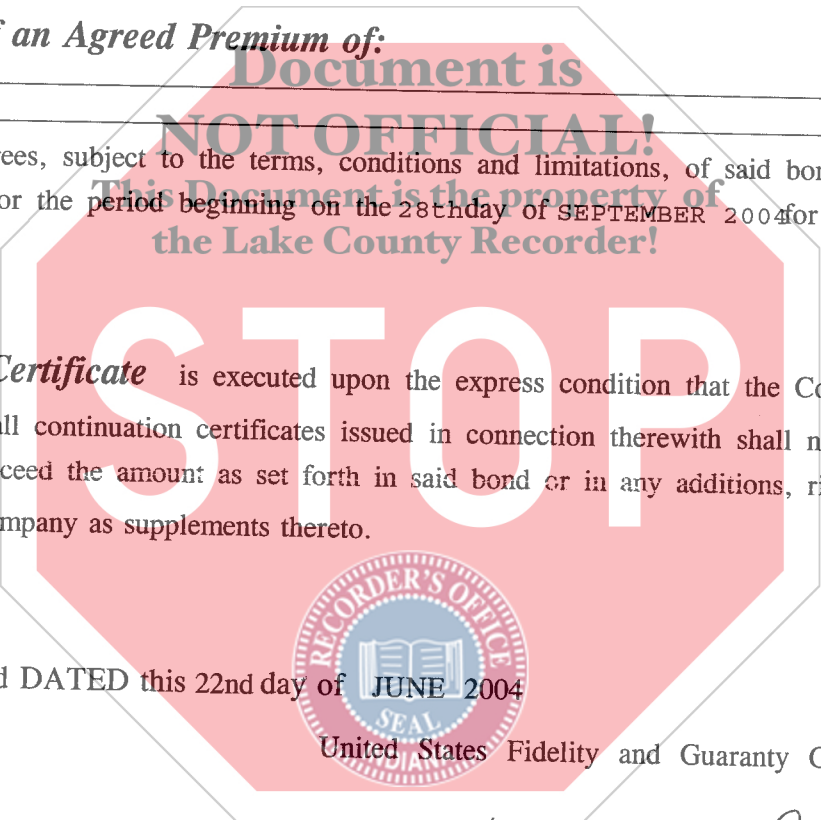 f an Agreed Premium of:
Document is
NOT OFFICIAL!
rees, subject to the terms, conditions and limitations, of said bon
This Document is the property of
or the period beginning on the 28thday of SEPTEMBER 2004for
the Lake County Recorder!
STOP
Certificate is executed upon the express condition that the Co
all continuation certificates issued in connection therewith shall n
ceed the amount as set forth in said bond or in any additions, ri
mpany as supplements thereto.
RECORDER'S OFFICE
SEAL
INDIANA
d DATED this 22nd day of JUNE 2004
United States Fidelity and Guaranty C